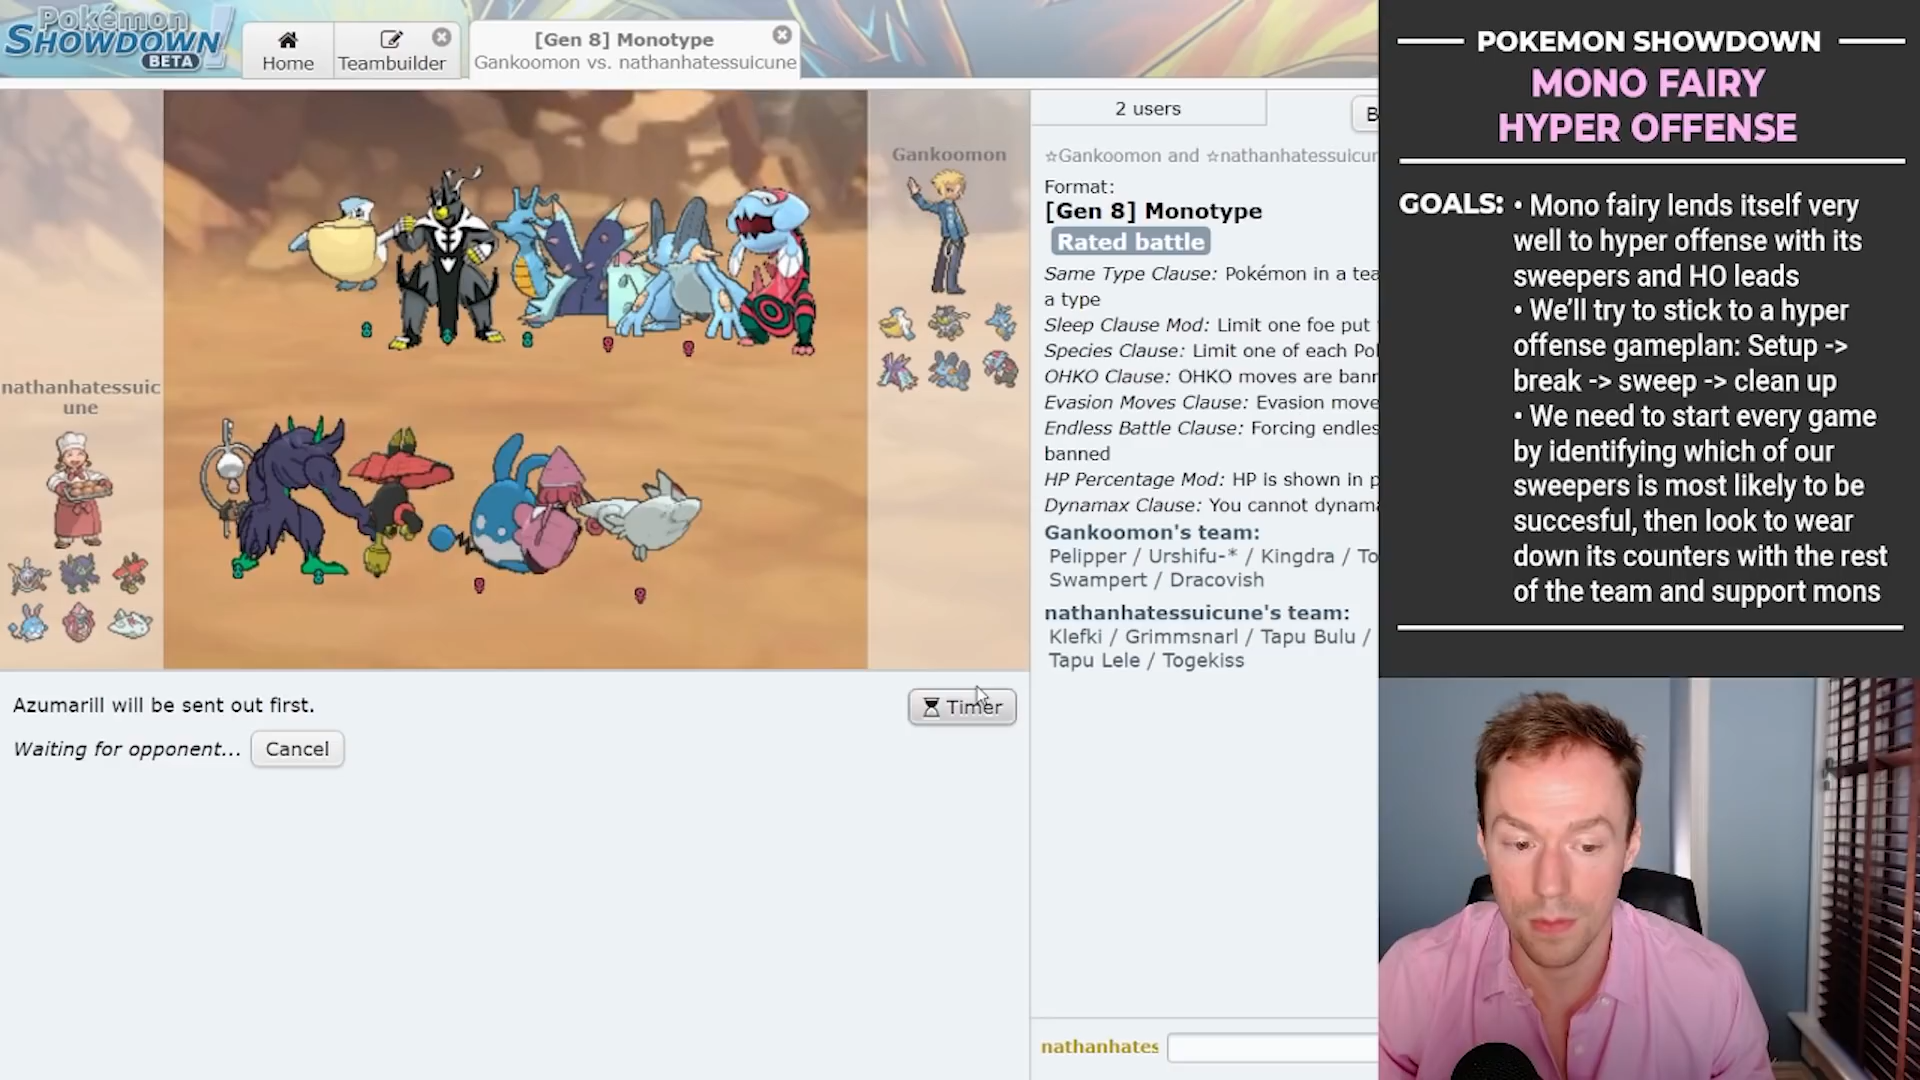 Pokémon
SHOWDOWN!
BETA
Home
Teambuilder
[Gen 8] Monotype
Gankoomon vs. nathanhatessuicune
nathanhatessuic
une
Gankoomon
2 users
B
☆Gankoomon and ☆nathanhatessuicur
Format:
[Gen 8] Monotype
Rated battle
Same Type Clause: Pokémon in a tea
a type
Sleep Clause Mod: Limit one foe put
Species Clause: Limit one of each Pol
OHKO Clause: OHKO moves are bann
Evasion Moves Clause: Evasion move
Endless Battle Clause: Forcing endles
banned
HP Percentage Mod: HP is shown in p
Dynamax Clause: You cannot dynam
Gankoomon's team:
Pelipper / Urshifu-* / Kingdra / To
Swampert / Dracovish
nathanhatessuicune's team:
Klefki / Grimmsnarl / Tapu Bulu /
Tapu Lele / Togekiss
Azumarill will be sent out first.
Timer
Waiting for opponent...
Cancel
nathanhates
POKEMON SHOWDOWN
MONO FAIRY
HYPER OFFENSE
GOALS: • Mono fairy lends itself very
well to hyper offense with its
sweepers and HO leads
• We'll try to stick to a hyper
offense gameplan: Setup ->
break -> sweep -> clean up
• We need to start every game
by identifying which of our
sweepers is most likely to be
succesful, then look to wear
down its counters with the rest
of the team and support mons